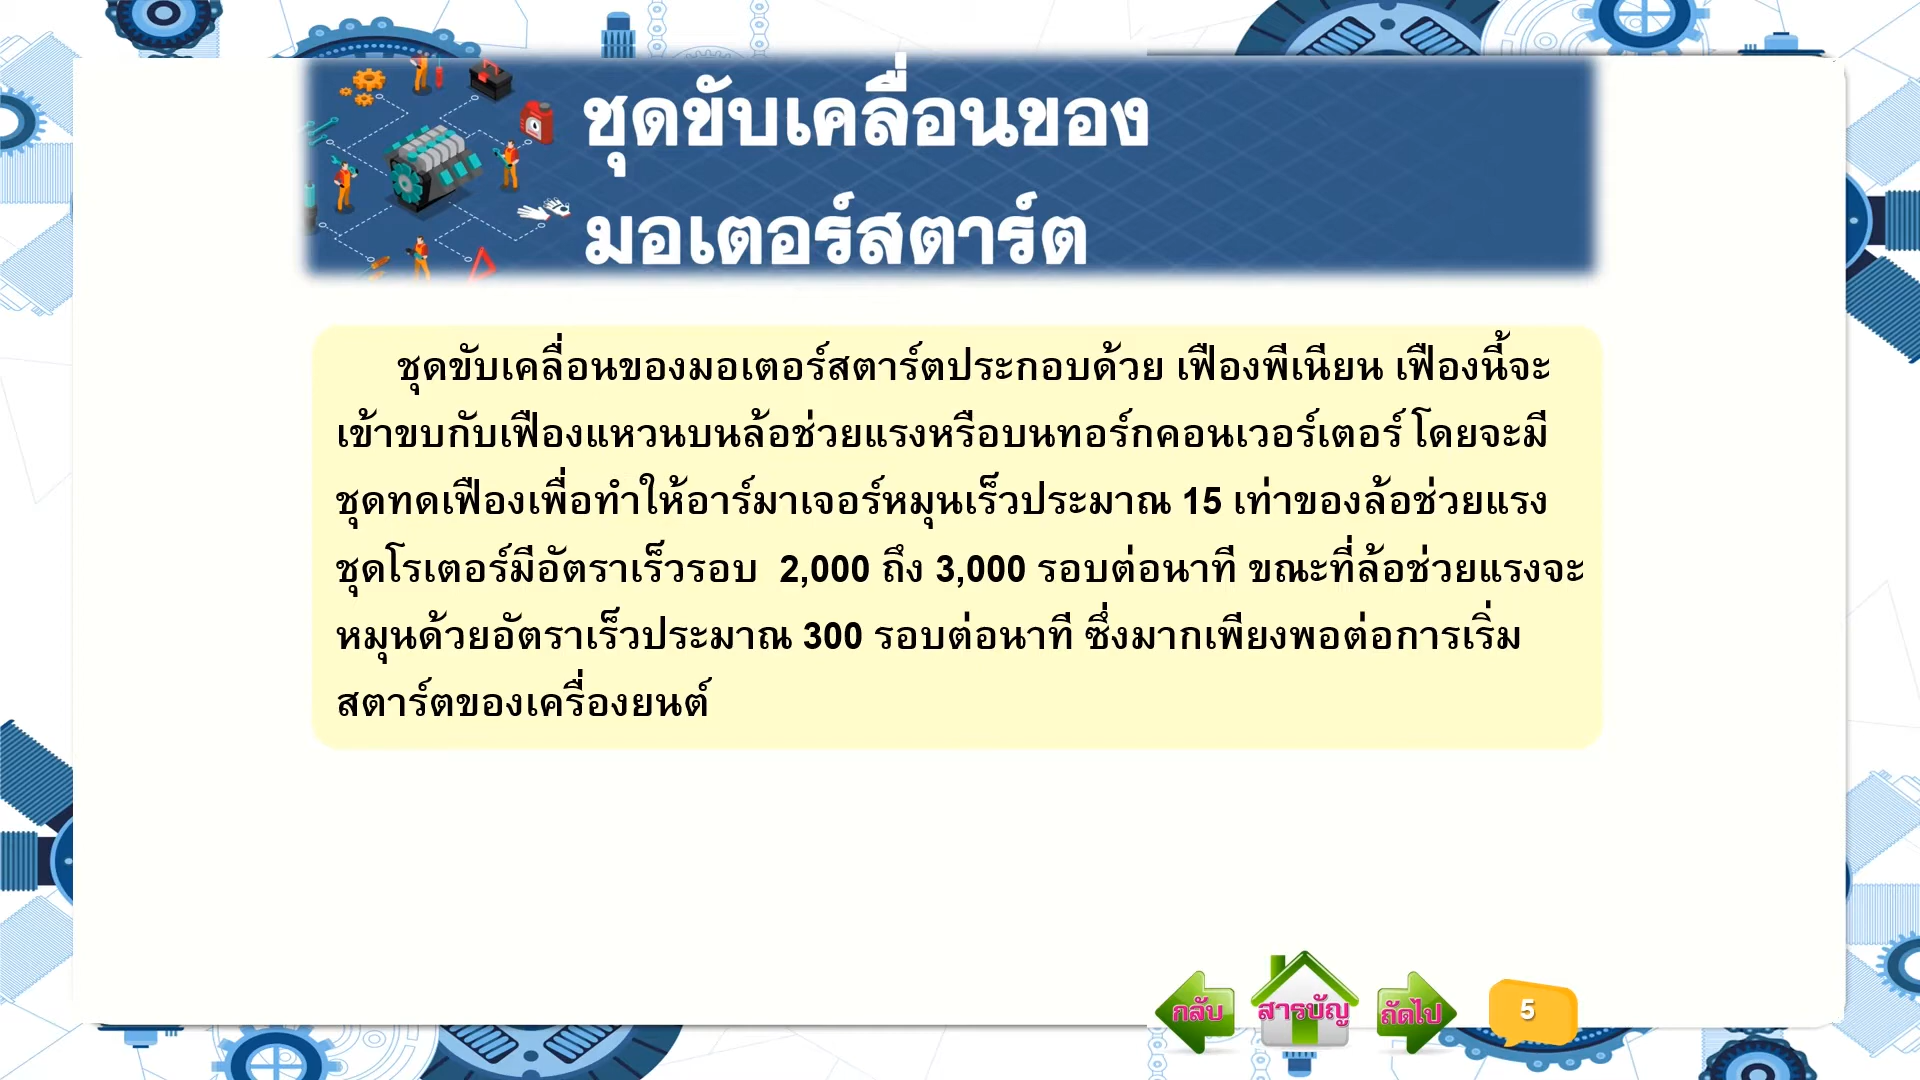 ชุดขับเคลื่อนของ
มอเตอร์สตาร์ต
ชุดขับเคลื่อนของมอเตอร์สตาร์ตประกอบด้วย เฟืองพีเนียน เฟืองนี้จะ
เข้าขบกับเฟืองแหวนบนล้อช่วยแรงหรือบนทอร์กคอนเวอร์เตอร์ โดยจะมี
ชุดทดเฟืองเพื่อทำให้อาร์มาเจอร์หมุนเร็วประมาณ 15 เท่าของล้อช่วยแรง
ชุดโรเตอร์มีอัตราเร็วรอบ  2,000 ถึง 3,000 รอบต่อนาที ขณะที่ล้อช่วยแรงจะ
หมุนด้วยอัตราเร็วประมาณ 300 รอบต่อนาที ซึ่งมากเพียงพอต่อการเริ่ม
สตาร์ตของเครื่องยนต์
กลับ สารบัญ ถัดไป 5